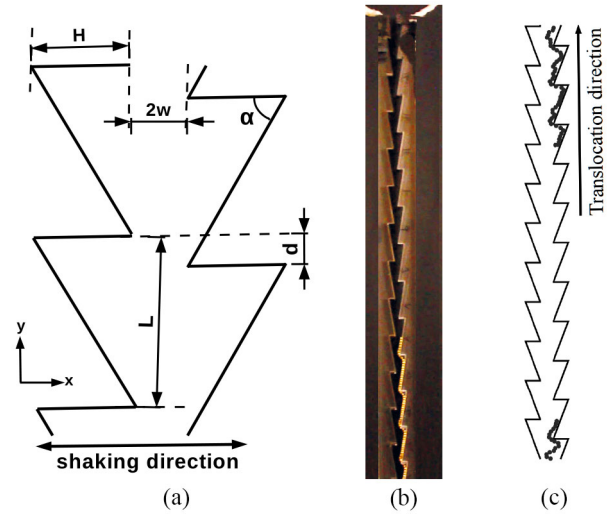 H
2w
α
d
L
y
x
shaking direction
Translocation direction
(a)
(b)
(c)